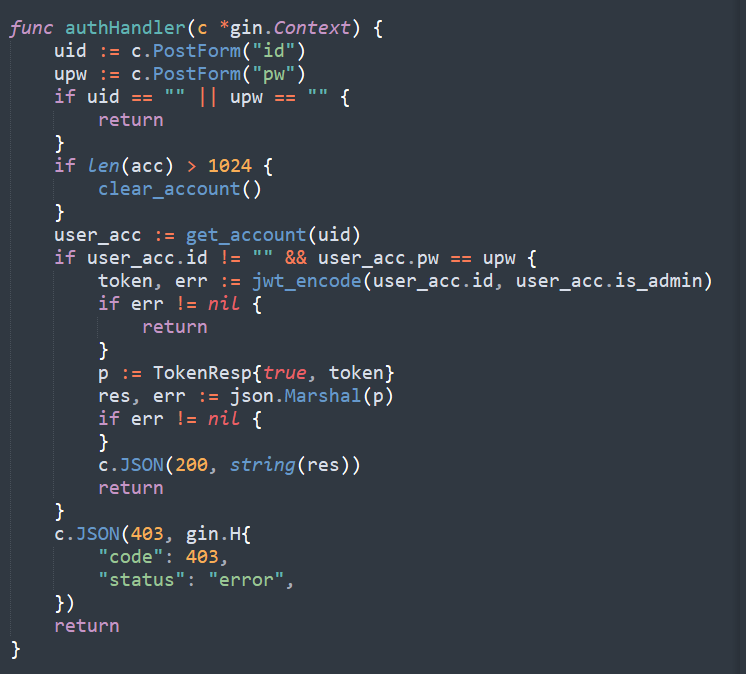 func authHandler(c *gin.Context) {
    uid := c.PostForm("id")
    upw := c.PostForm("pw")
    if uid == "" || upw == "" {
        return
    }
    if len(acc) > 1024 {
        clear_account()
    }
    user_acc := get_account(uid)
    if user_acc.id != "" && user_acc.pw == upw {
        token, err := jwt_encode(user_acc.id, user_acc.is_admin)
        if err != nil {
            return
        }
        p := TokenResp{true, token}
        res, err := json.Marshal(p)
        if err != nil {
        }
        c.JSON(200, string(res))
        return
    }
    c.JSON(403, gin.H{
        "code": 403,
        "status": "error",
    })
    return
}